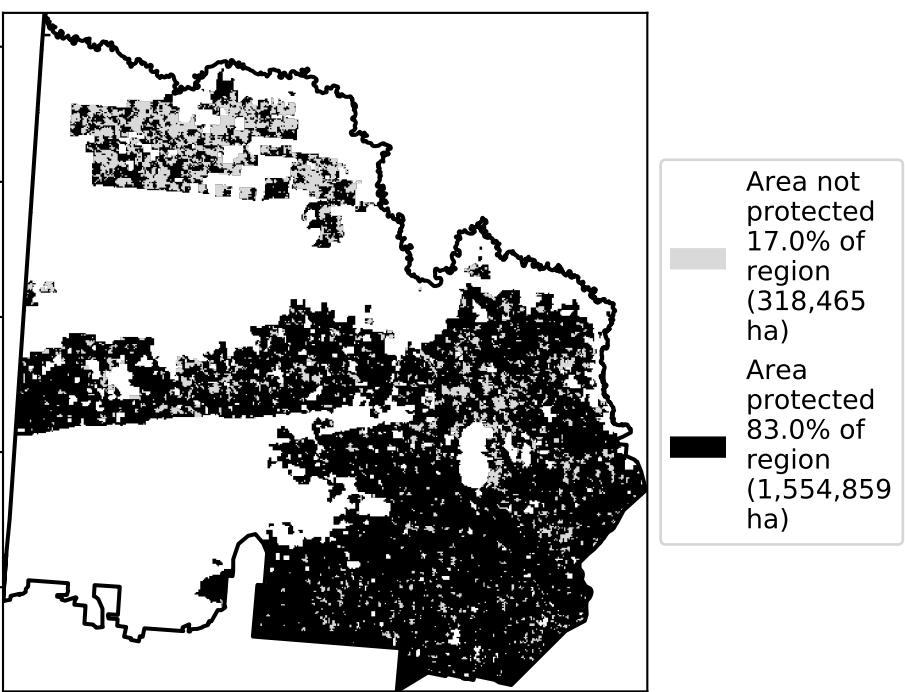 Area not
protected
17.0% of
region
(318,465
ha)
Area
protected
83.0% of
region
(1,554,859
ha)